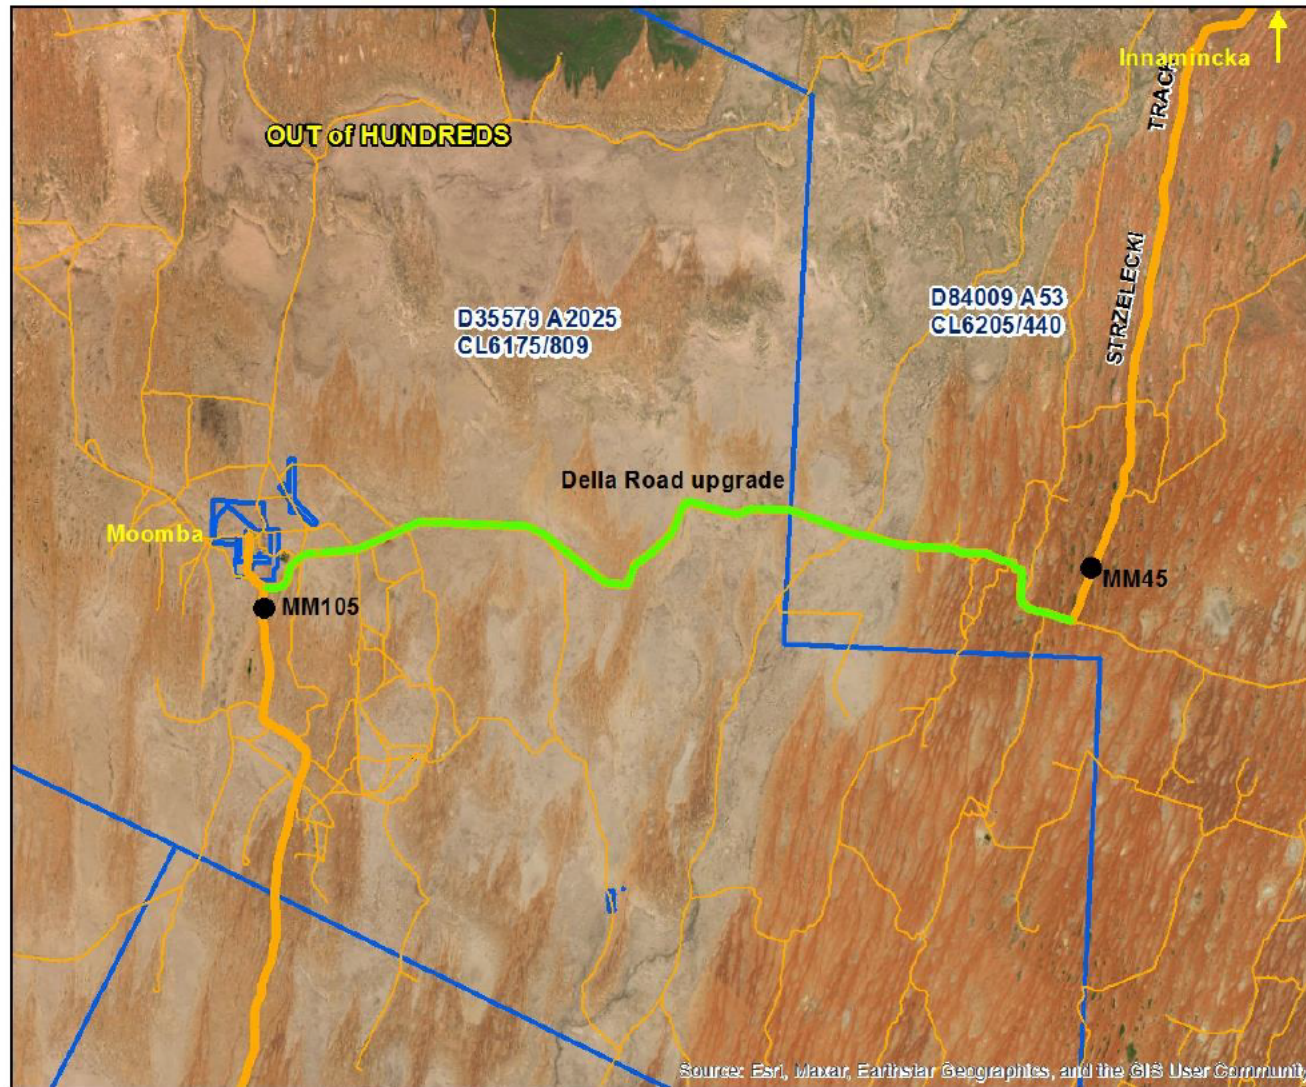 Innamincka
TRACK
OUT of HUNDREDS
STRZELECKI
D84009 A53
CL6205/440
D35579 A2025
CL6175/809
Della Road upgrade
Moomba
MM45
MM105
Source: Esri, Maxar, Earthstar Geographics, and the GIS User Communit